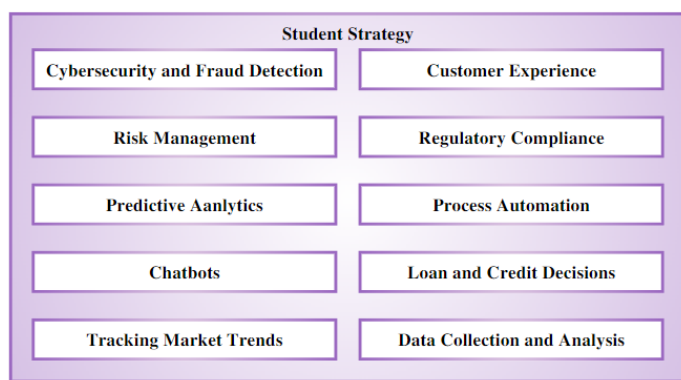 Student Strategy
Cybersecurity and Fraud Detection
Customer Experience
Risk Management
Regulatory Compliance
Predictive Aanlytics
Process Automation
Chatbots
Loan and Credit Decisions
Tracking Market Trends
Data Collection and Analysis